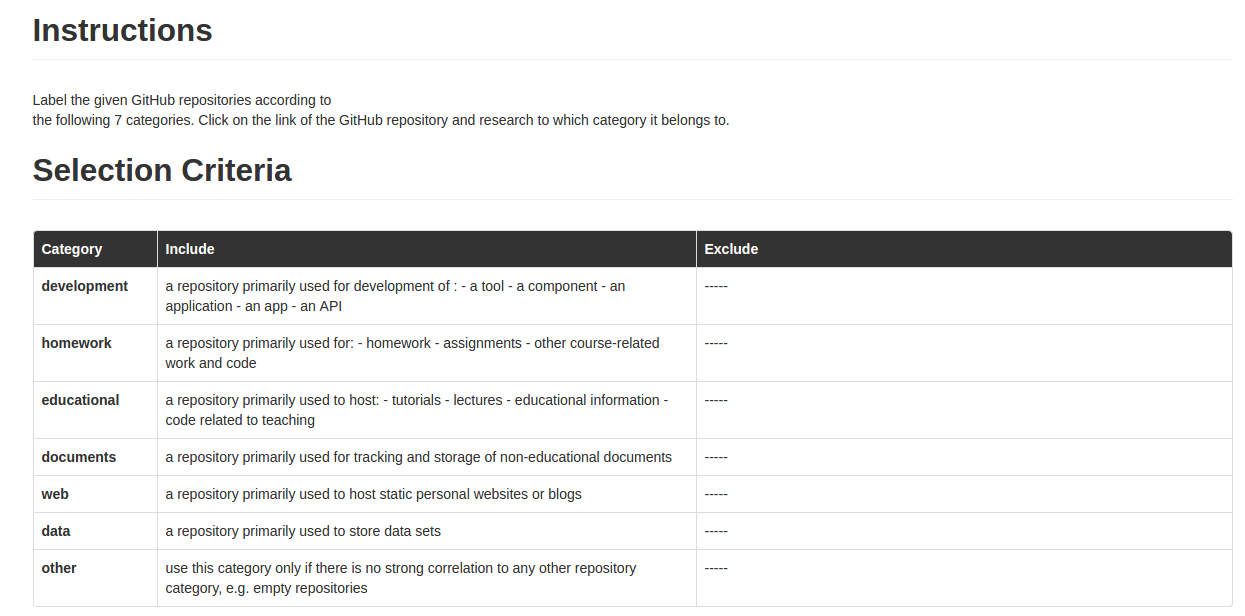 Instructions
Label the given GitHub repositories according to
the following 7 categories. Click on the link of the GitHub repository and research to which category it belongs to.
Selection Criteria
Category Include Exclude
development a repository primarily used for development of : - a tool - a component - an -----
application - an app - an API
homework a repository primarily used for: - homework - assignments - other course-related -----
work and code
educational a repository primarily used to host: - tutorials - lectures - educational information - -----
code related to teaching
documents a repository primarily used for tracking and storage of non-educational documents -----
web a repository primarily used to host static personal websites or blogs -----
data a repository primarily used to store data sets -----
other use this category only if there is no strong correlation to any other repository -----
category, e.g. empty repositories